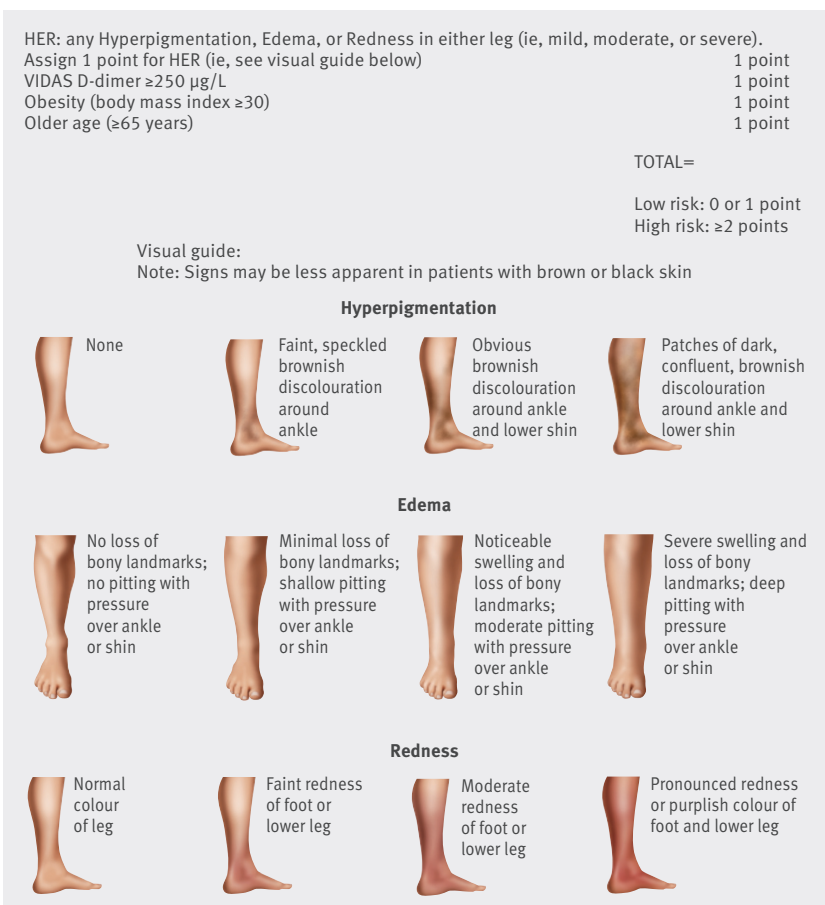 HER: any Hyperpigmentation, Edema, or Redness in either leg (ie, mild, moderate, or severe).
Assign 1 point for HER (ie, see visual guide below) 1 point
VIDAS D-dimer ≥250 μg/L 1 point
Obesity (body mass index ≥30) 1 point
Older age (≥65 years) 1 point
TOTAL=
Low risk: 0 or 1 point
High risk: ≥2 points
Visual guide:
Note: Signs may be less apparent in patients with brown or black skin
Hyperpigmentation
None
Faint, speckled
brownish
discolouration
around
ankle
Obvious
brownish
discolouration
around ankle
and lower shin
Patches of dark,
confluent, brownish
discolouration
around ankle and
lower shin
Edema
No loss of
bony landmarks;
no pitting with
pressure
over ankle
or shin
Minimal loss of
bony landmarks;
shallow pitting
with pressure
over ankle
or shin
Noticeable
swelling and
loss of bony
landmarks;
moderate pitting
with pressure
over ankle
or shin
Severe swelling and
loss of bony
landmarks; deep
pitting with
pressure
over ankle
or shin
Redness
Normal
colour
of leg
Faint redness
of foot or
lower leg
Moderate
redness
of foot or
lower leg
Pronounced redness
or purplish colour of
foot and lower leg